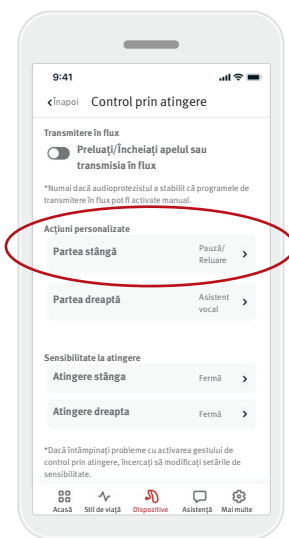 9:41
Înapoi Control prin atingere
Transmitere în flux
Preluați/Încheiați apelul sau
transmisia în flux
*Numai dacă audioprotezistul a stabilit că programele de
transmitere în flux pot fi activate manual.
Acțiuni personalizate
Partea stângă Pauză/
Reluare
Partea dreaptă Asistent
vocal
Sensibilitate la atingere
Atingere stânga Fermă
Atingere dreapta Fermă
*Dacă întâmpinați probleme cu activarea gestului de
control prin atingere, încercați să modificați setările de
sensibilitate.
Acasă Stil de viață Dispozitive Asistență Mai multe